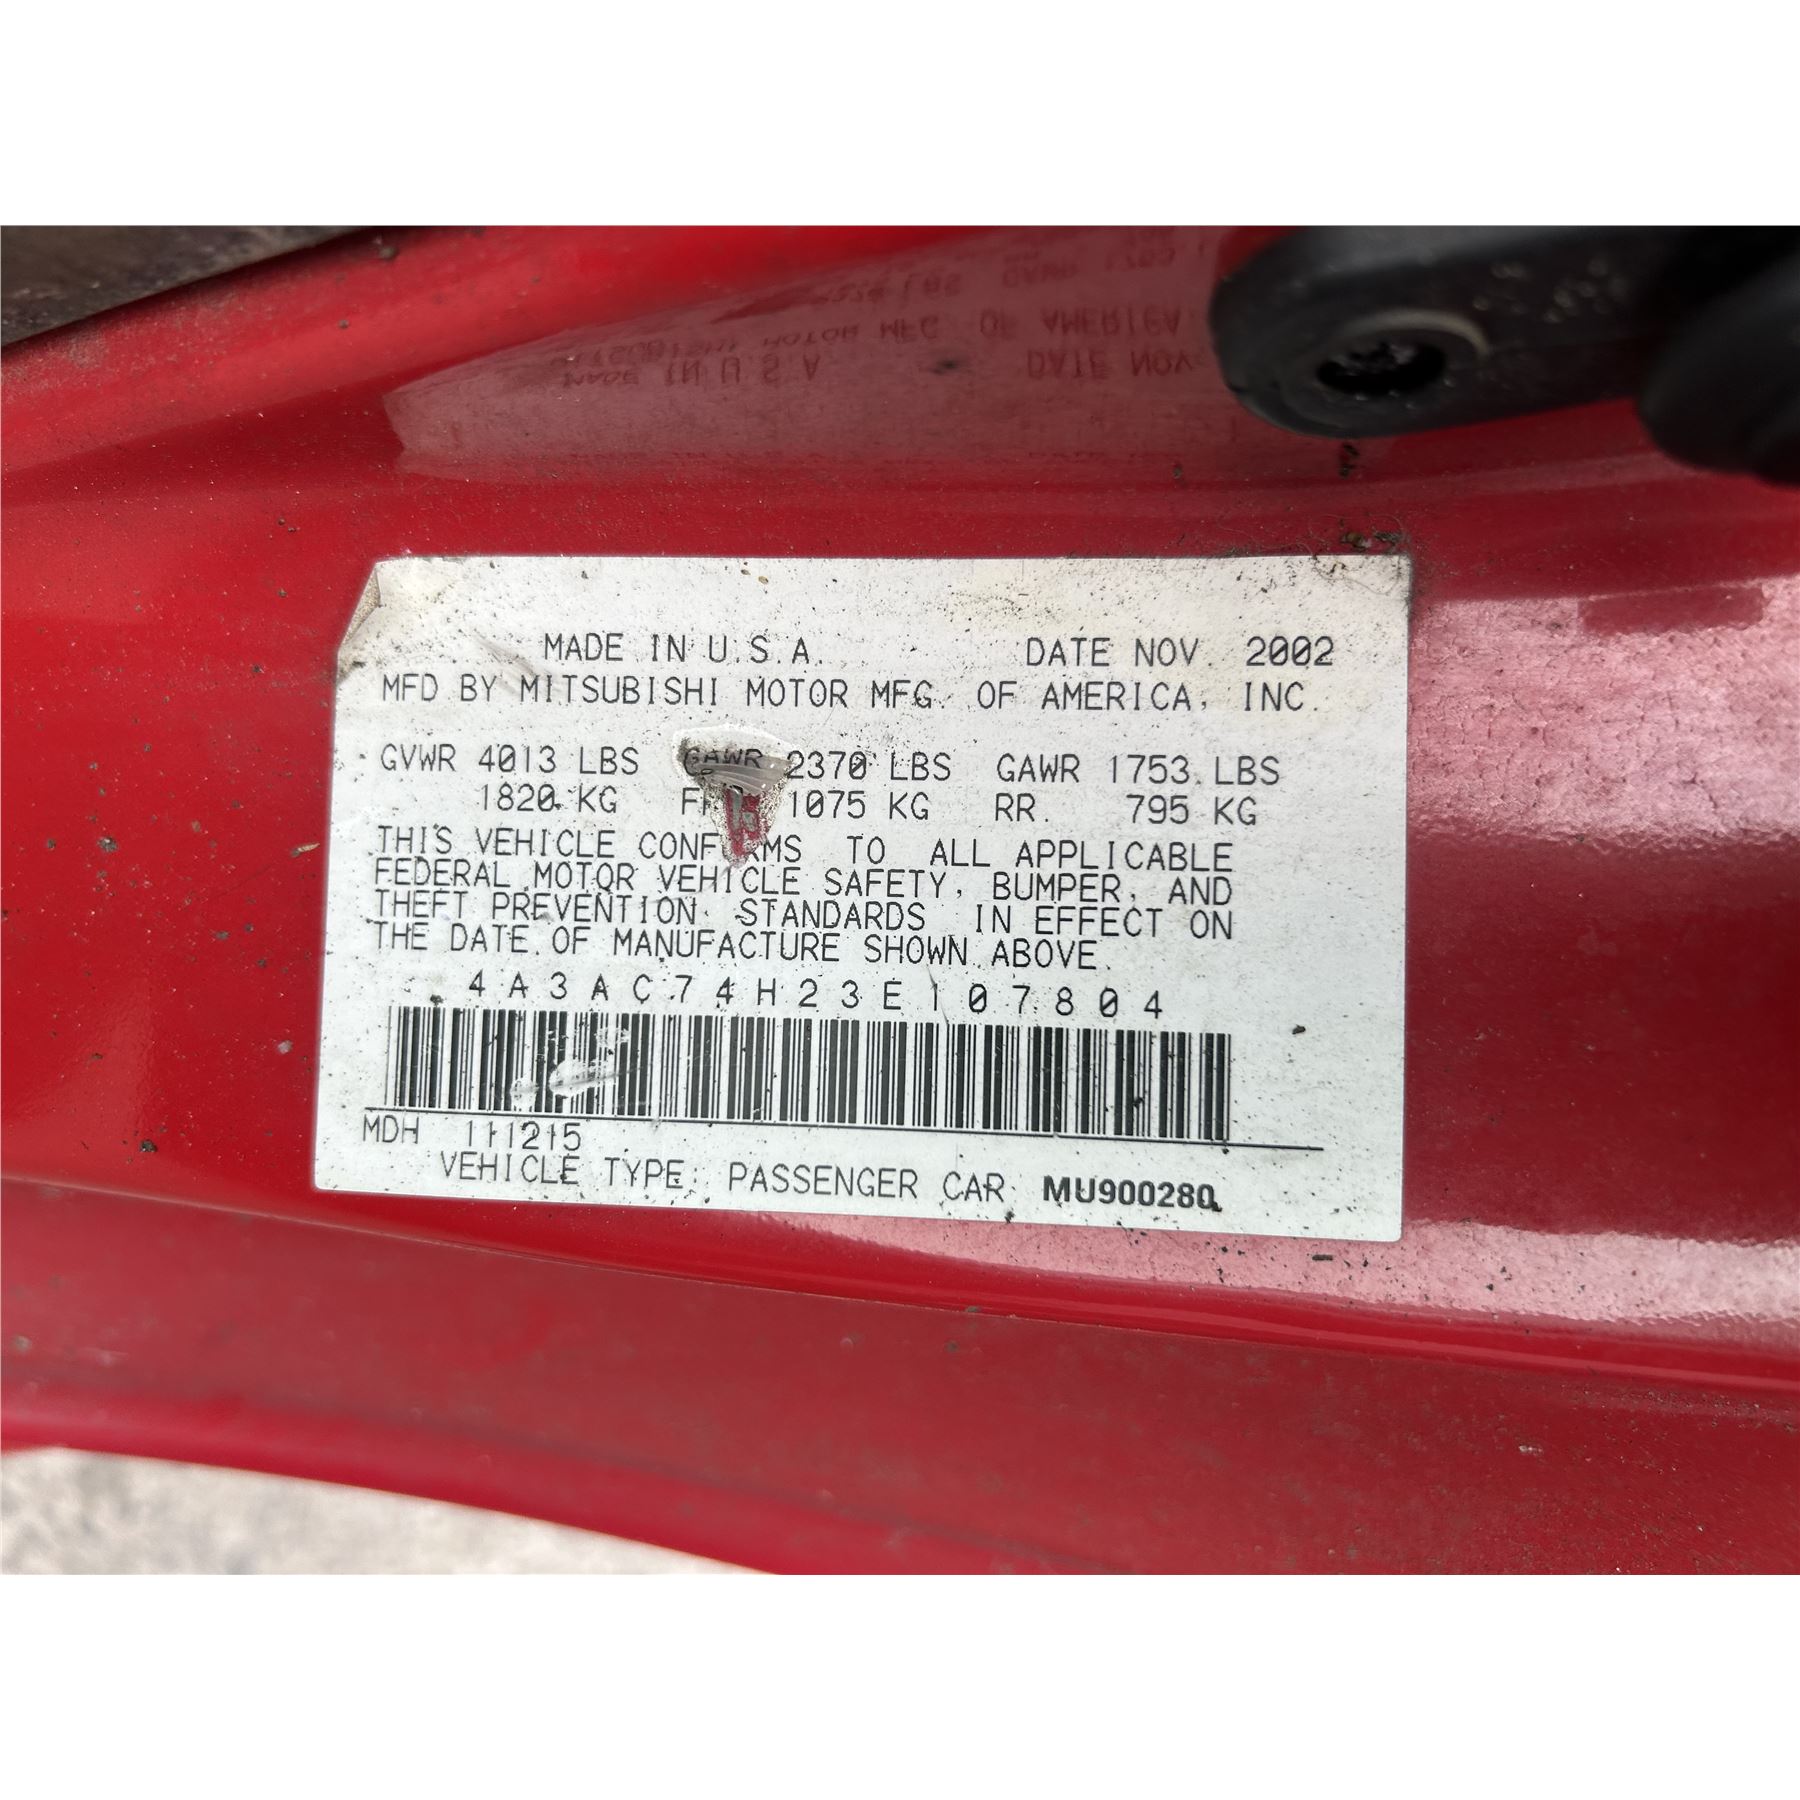 MADE IN U.S.A. DATE NOV. 2002
MFD BY MITSUBISHI MOTOR MFG. OF AMERICA, INC.
GVWR 4013 LBS GAWR 2370 LBS GAWR 1753 LBS
1820 KG 1075 KG RR. 795 KG
THIS VEHICLE CONFORMS TO ALL APPLICABLE
FEDERAL MOTOR VEHICLE SAFETY, BUMPER, AND
THEFT PREVENTION STANDARDS IN EFFECT ON
THE DATE OF MANUFACTURE SHOWN ABOVE.
4A3AC74H23E107804
MDH 111215
VEHICLE TYPE: PASSENGER CAR MU900280